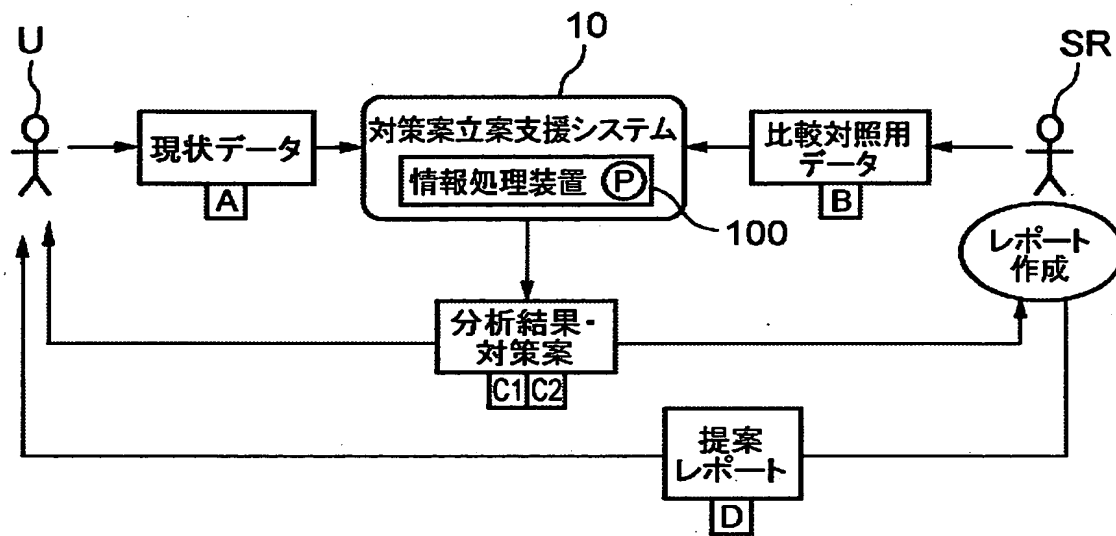 U
10
SR
現状データ
A
対策案立案支援システム
情報処理装置 P
100
比較対照用
データ
B
レポート
作成
分析結果・
対策案
C1 C2
提案
レポート
D